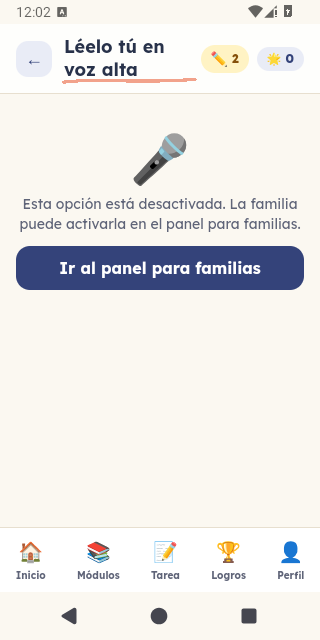 12:02
Léelo tú en
voz alta
2
0
Esta opción está desactivada. La familia
puede activarla en el panel para familias.
Ir al panel para familias
Inicio
Módulos
Tarea
Logros
Perfil